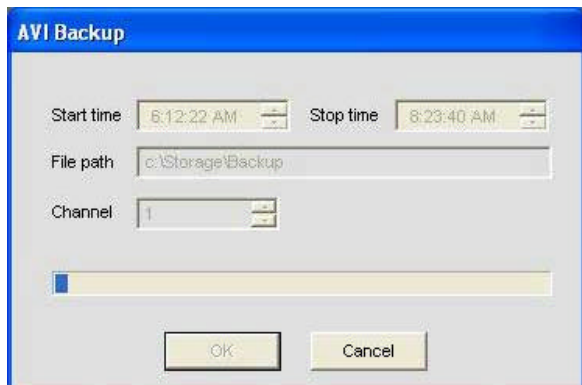 AVI Backup
Start time 6:12:22 AM Stop time 8:23:40 AM
File path c:\Storage\Backup
Channel 1
OK Cancel